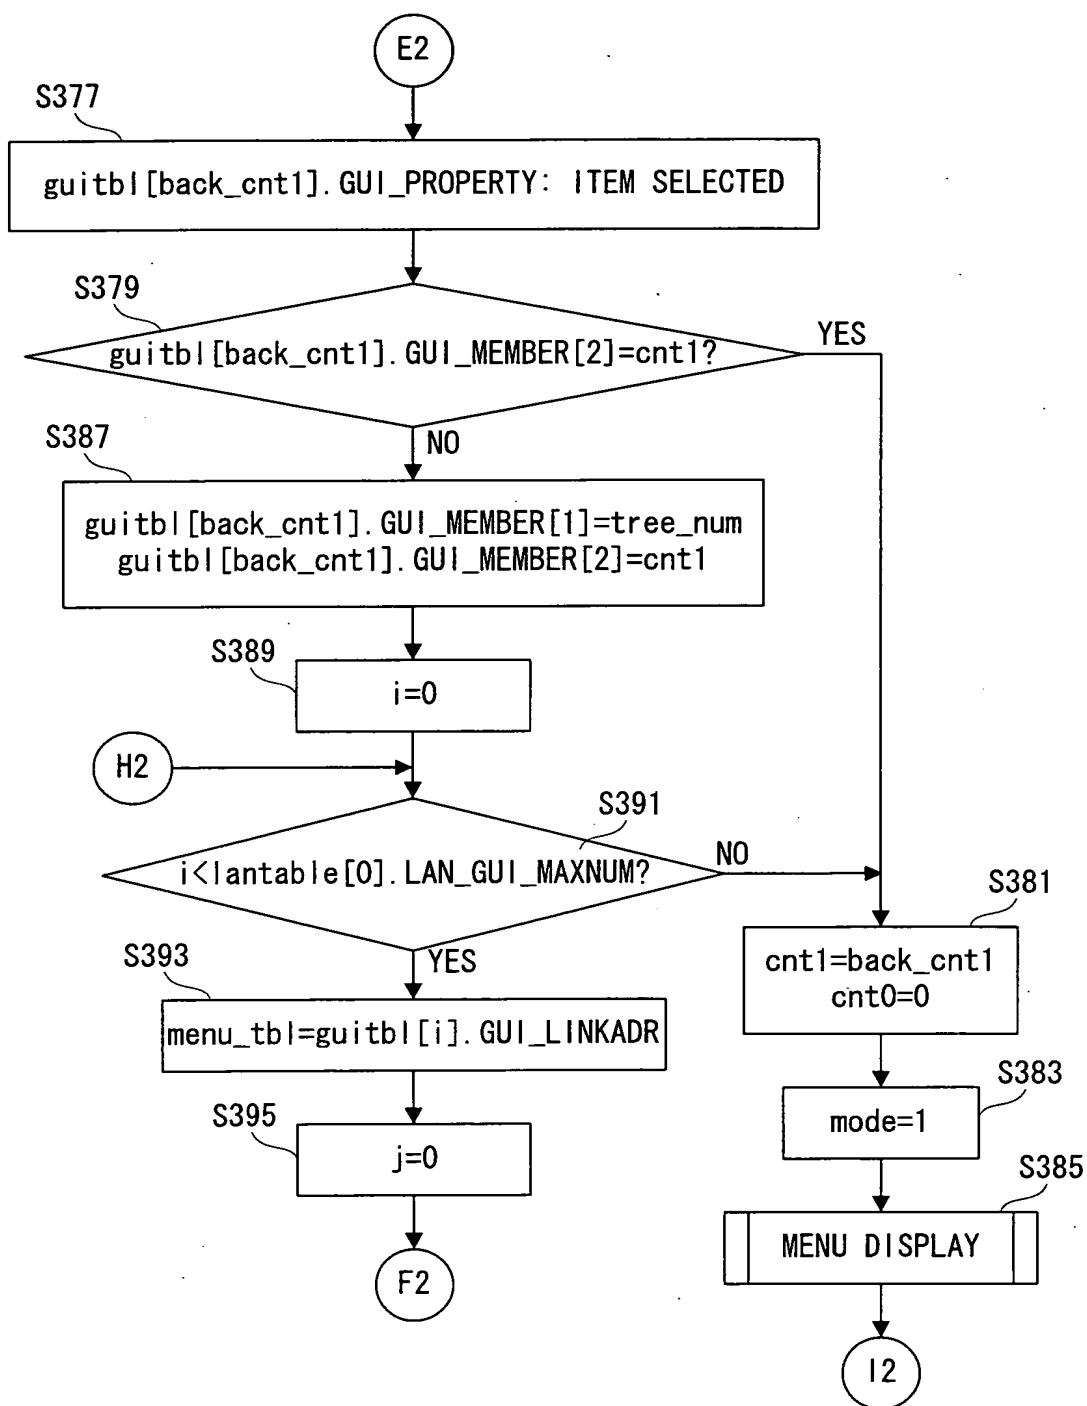 E2
S377
guitbl[back_cnt1].GUI_PROPERTY: ITEM SELECTED
S379
guitbl[back_cnt1].GUI_MEMBER[2]=cnt1?
YES
NO
S387
guitbl[back_cnt1].GUI_MEMBER[1]=tree_num
guitbl[back_cnt1].GUI_MEMBER[2]=cnt1
S389
i=0
H2
S391
i<lantable[0].LAN_GUI_MAXNUM?
NO
YES
S381
cnt1=back_cnt1
cnt0=0
S393
menu_tbl=guitbl[i].GUI_LINKADR
S383
mode=1
S395
j=0
S385
MENU DISPLAY
F2
I2